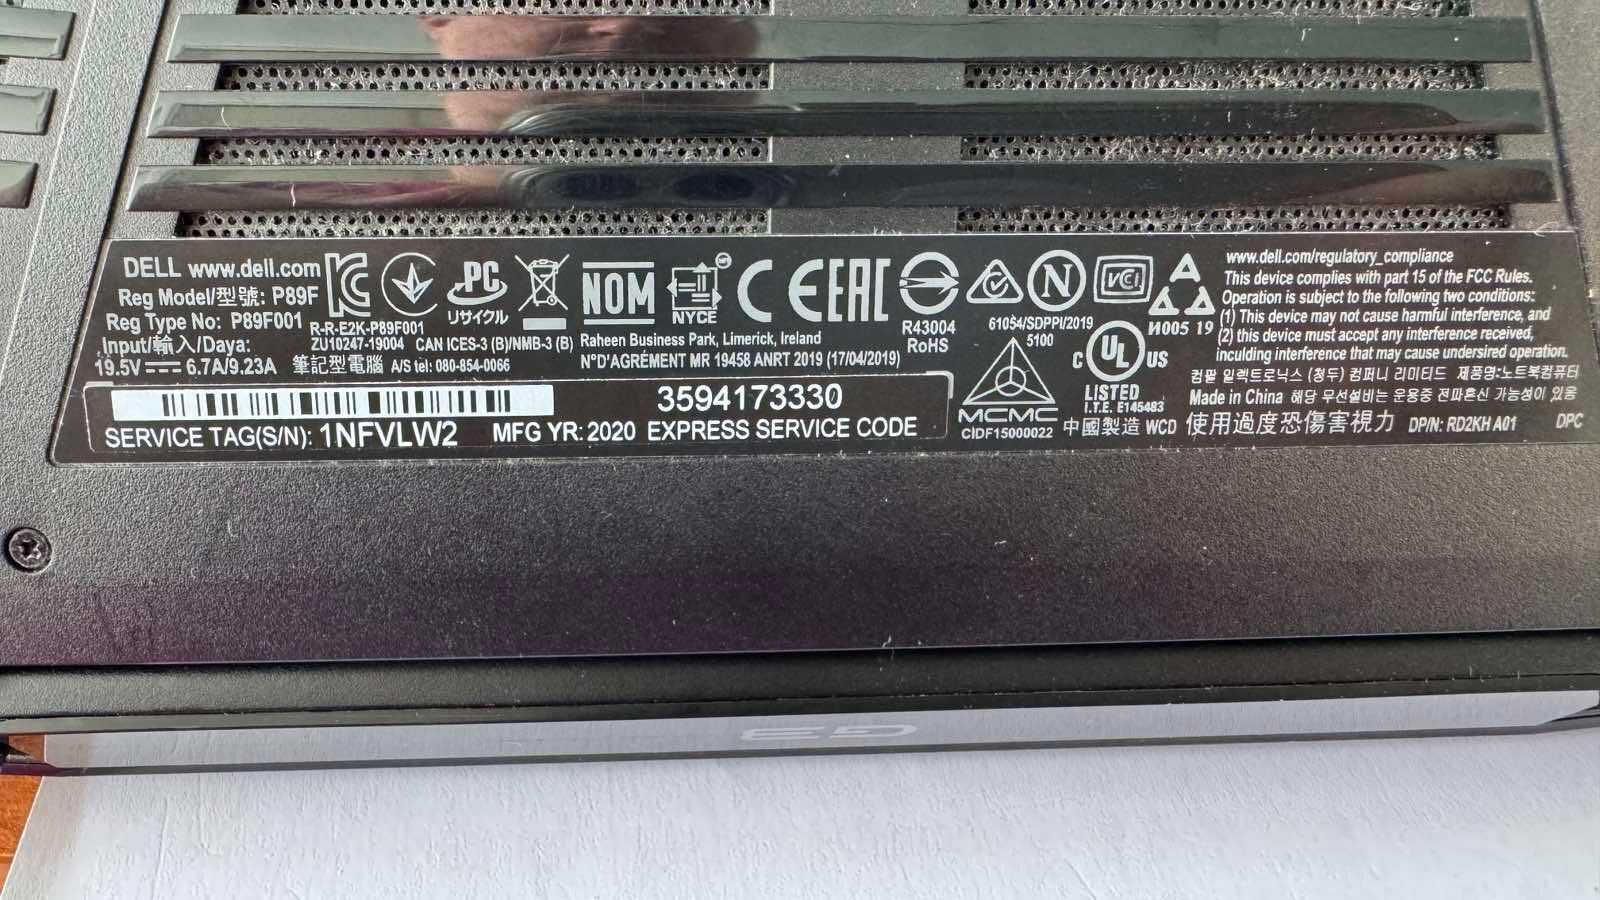 DELL www.dell.com
Reg Model/型號: P89F
Reg Type No: P89F001
R-R-E2K-P89F001
ZU10247-19004 CAN ICES-3 (B)/NMB-3 (B)
Input/輸入/Daya:
19.5V 6.7A/9.23A 筆記型電腦 A/S tel: 080-854-0066
PC
リサイクル
NOM
NYCE
CE EAC
Raheen Business Park, Limerick, Ireland
N°D'AGRÉMENT MR 19458 ANRT 2019 (17/04/2019)
R43004
RoHS
N
VCI
61054/SDPPI/2019
5100
И005 19
C UL US
LISTED
I.T.E. E145483
MCMC
CIDF15000022
www.dell.com/regulatory_compliance
This device complies with part 15 of the FCC Rules.
Operation is subject to the following two conditions:
(1) This device may not cause harmful interference, and
(2) this device must accept any interference received,
inculding interference that may cause undersired operation.
컴팔 일렉트로닉스 (청두) 컴퍼니 리미티드 제품명:노트북컴퓨터
Made in China 해당 무선설비는 운용중 전파혼신 가능성이 있음
中國製造 WCD 使用過度恐傷害視力 DP/N: RD2KH A01 DPC
3594173330
SERVICE TAG(S/N): 1NFVLW2 MFG YR: 2020 EXPRESS SERVICE CODE
G3